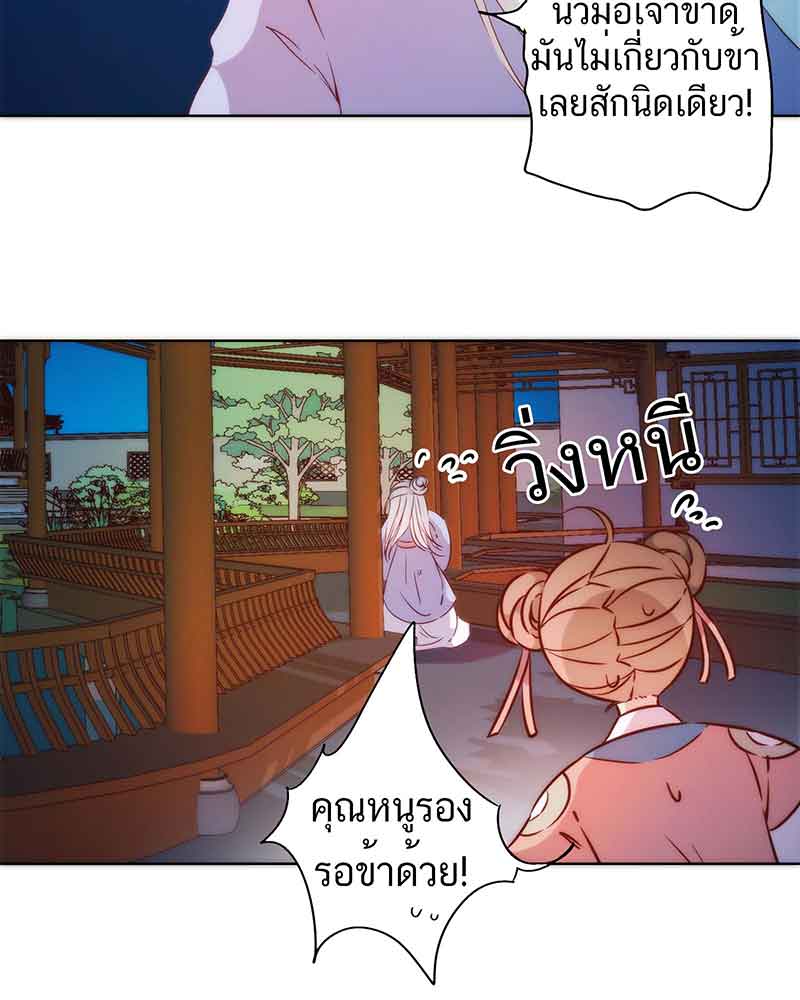 นิ้วมือเจ้าขาด
มันไม่เกี่ยวกับข้า
เลยสักนิดเดียว!
วิ่งหนี
คุณหนูรอง
รอข้าด้วย!